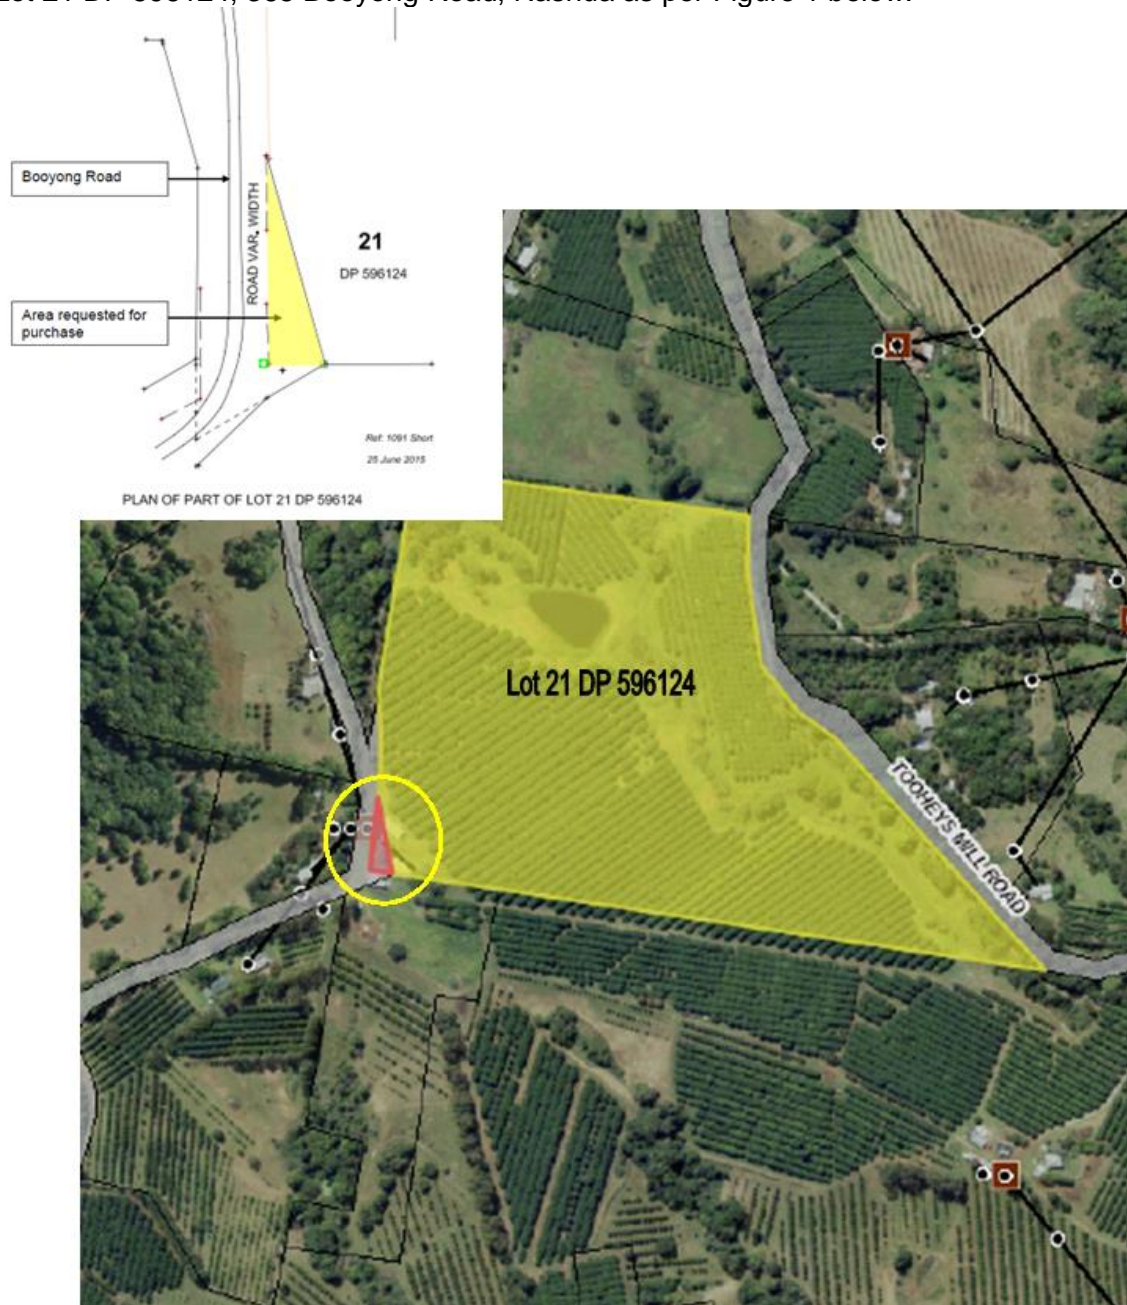 Booyong Road
ROAD VAR. WIDTH
21
DP 596124
Area requested for
purchase
Ref: 1091 Short
25 June 2015
PLAN OF PART OF LOT 21 DP 596124
Lot 21 DP 596124
TOOHEYS MILL ROAD